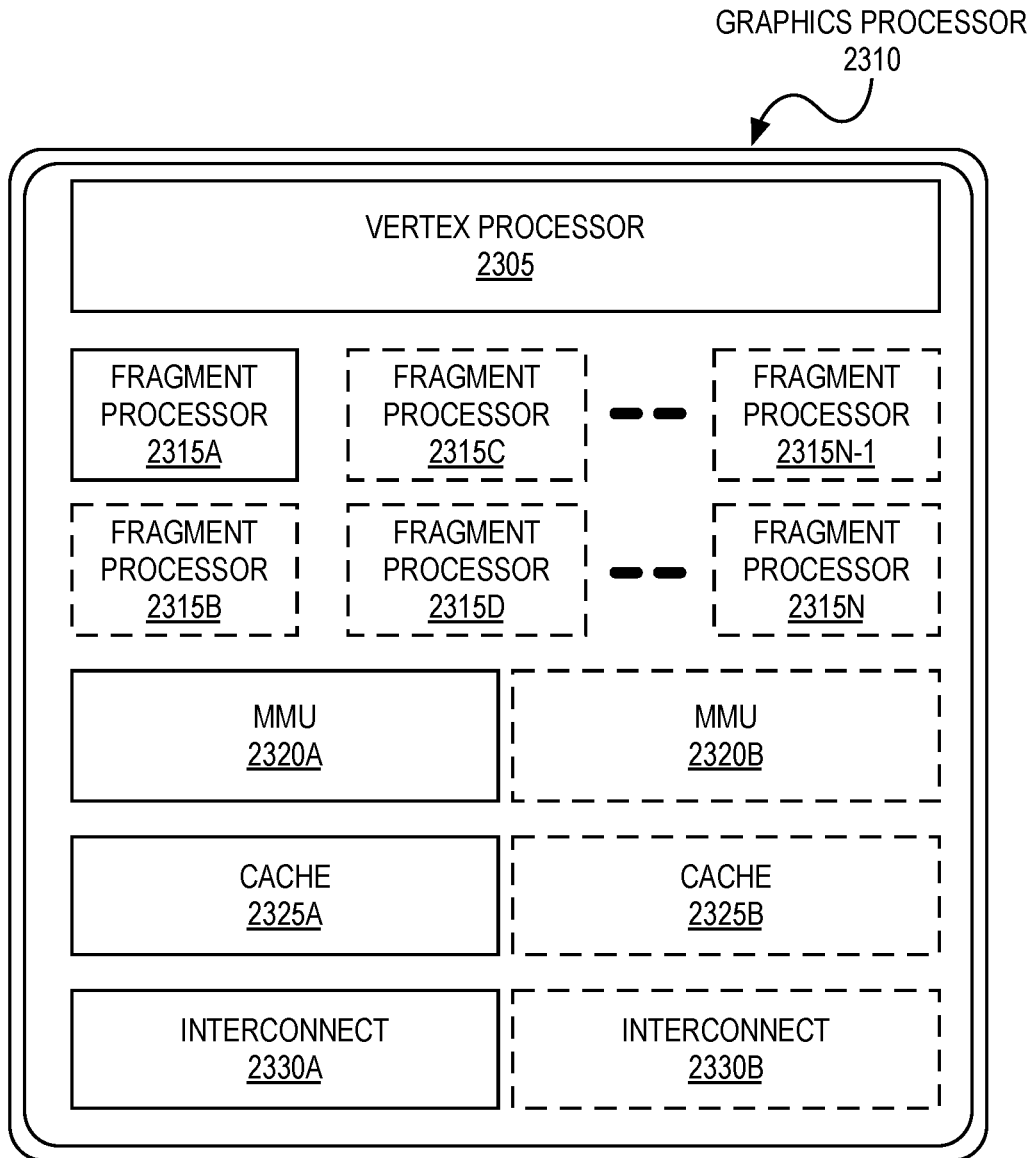 GRAPHICS PROCESSOR
2310
VERTEX PROCESSOR
2305
FRAGMENT
PROCESSOR
2315A
FRAGMENT
PROCESSOR
2315C
FRAGMENT
PROCESSOR
2315N-1
FRAGMENT
PROCESSOR
2315B
FRAGMENT
PROCESSOR
2315D
FRAGMENT
PROCESSOR
2315N
MMU
2320A
MMU
2320B
CACHE
2325A
CACHE
2325B
INTERCONNECT
2330A
INTERCONNECT
2330B